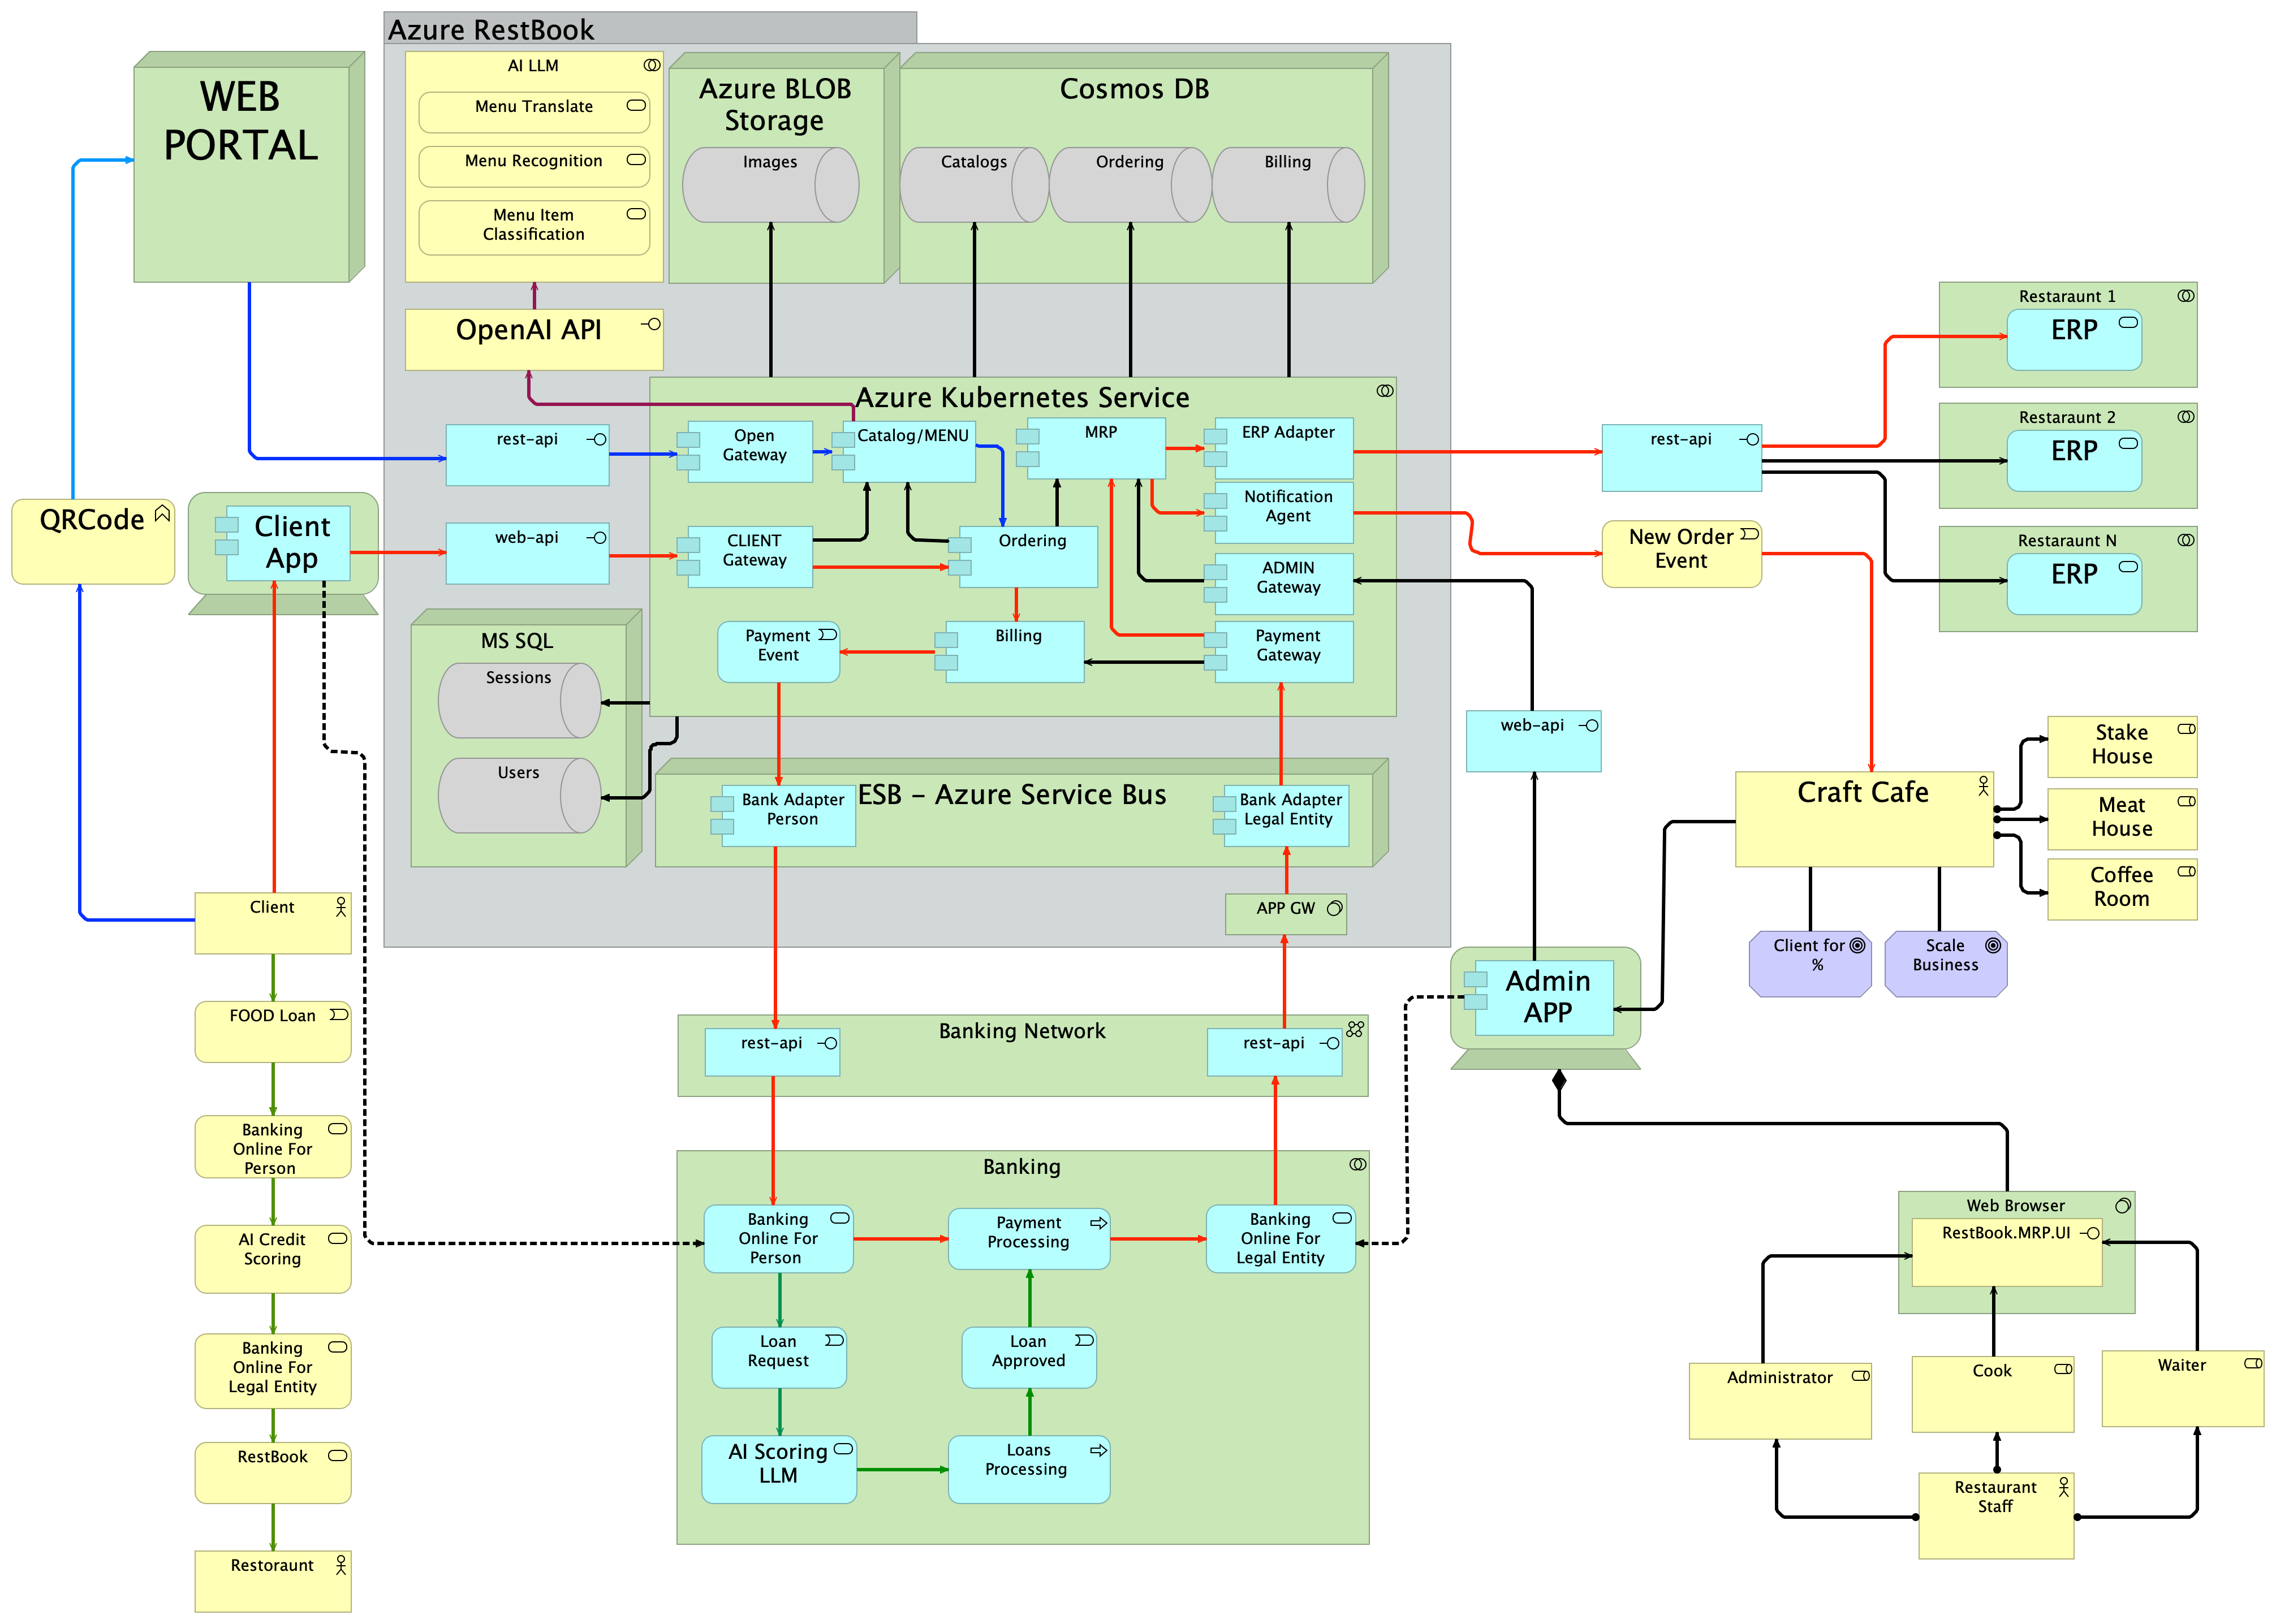 Azure RestBook
WEB
PORTAL
AI LLM
Menu Translate
Menu Recognition
Menu Item
Classification
Azure BLOB
Storage
Images
Cosmos DB
Catalogs
Ordering
Billing
OpenAI API
Azure Kubernetes Service
rest-api
Open
Gateway
Catalog/MENU
MRP
ERP Adapter
rest-api
Restaraunt 1
ERP
Restaraunt 2
ERP
Restaraunt N
ERP
QRCode
Client
App
web-api
CLIENT
Gateway
Ordering
Notification
Agent
ADMIN
Gateway
New Order
Event
MS SQL
Sessions
Users
Payment
Event
Billing
Payment
Gateway
web-api
ESB - Azure Service Bus
Bank Adapter
Person
Bank Adapter
Legal Entity
Craft Cafe
Stake
House
Meat
House
Coffee
Room
Client for
%
Scale
Business
Client
APP GW
Admin
APP
FOOD Loan
Banking
Online For
Person
AI Credit
Scoring
Banking
Online For
Legal Entity
RestBook
Restoraunt
Banking Network
rest-api
rest-api
Banking
Banking
Online For
Person
Payment
Processing
Banking
Online For
Legal Entity
Loan
Request
Loan
Approved
AI Scoring
LLM
Loans
Processing
Web Browser
RestBook.MRP.UI
Administrator
Cook
Waiter
Restaurant
Staff